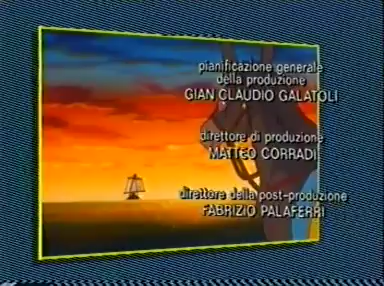 pianificazione generale
della produzione
GIAN CLAUDIO GALATOLI
direttore di produzione
MATTEO CORRADI
direttore della post-produzione
FABRIZIO PALAFERRI